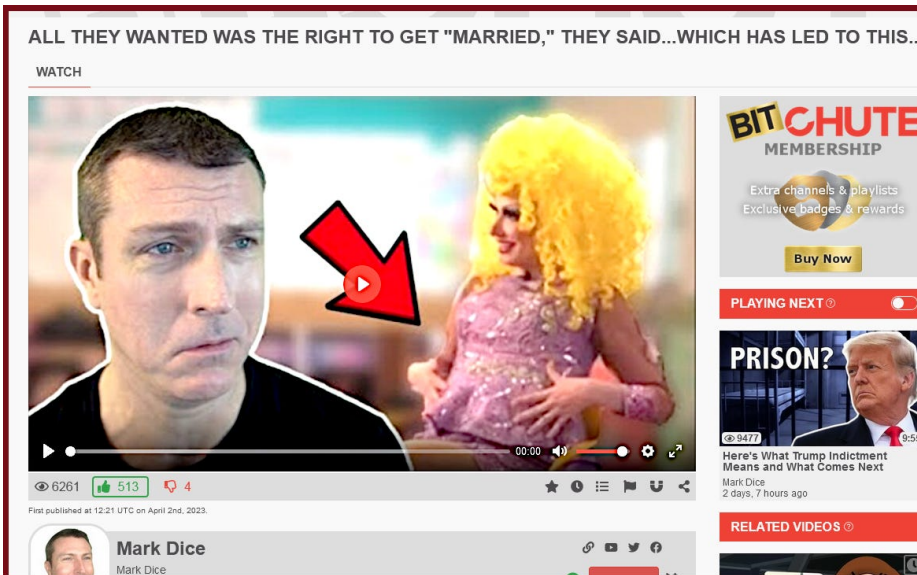 ALL THEY WANTED WAS THE RIGHT TO GET "MARRIED," THEY SAID...WHICH HAS LED TO THIS..
WATCH
BITCHUTE
MEMBERSHIP
Extra channels & playlists
Exclusive badges & rewards
Buy Now
PLAYING NEXT
PRISON?
9477
9:59
Here's What Trump Indictment
Means and What Comes Next
Mark Dice
2 days, 7 hours ago
00:00
6261
513
4
First published at 12:21 UTC on April 2nd, 2023.
RELATED VIDEOS
Mark Dice
Mark Dice